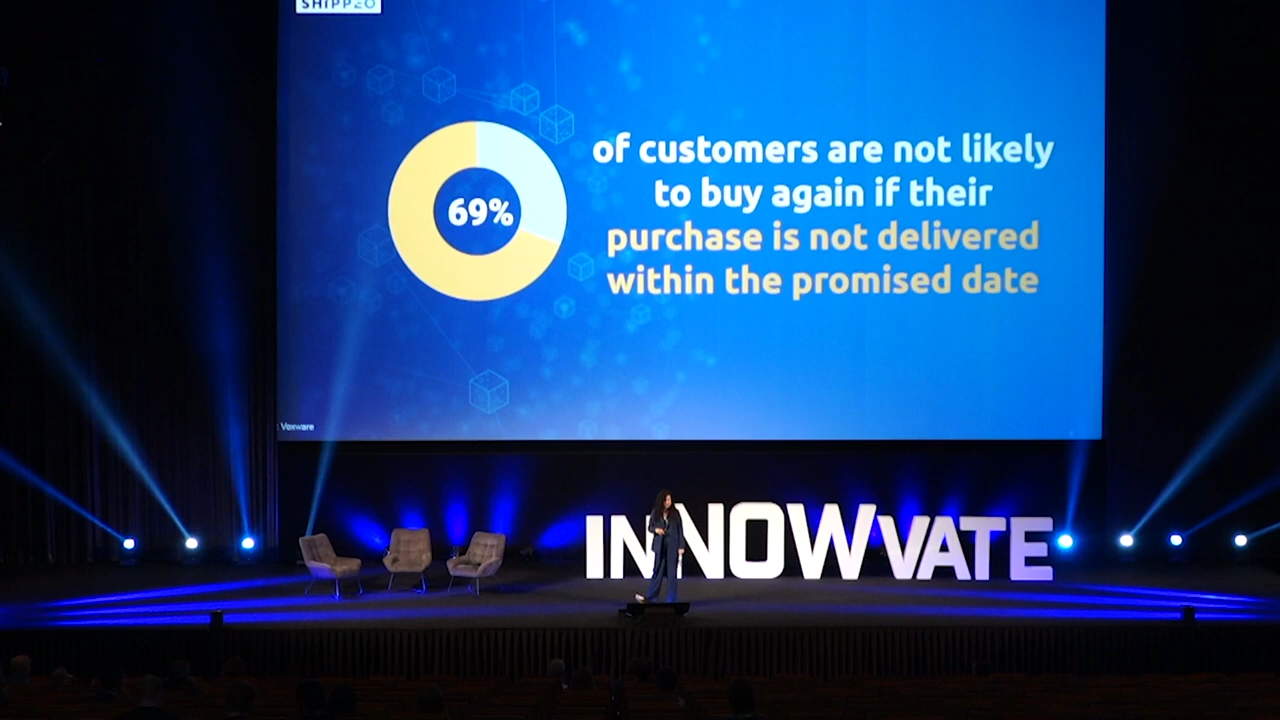 SHIPPEO
69%
of customers are not likely
to buy again if their
purchase is not delivered
within the promised date
: Voxware
INNOWVATE